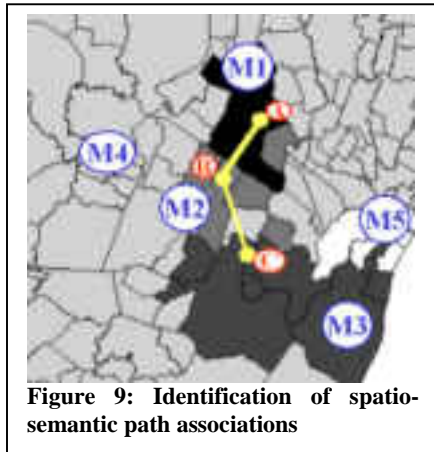 M1
A
M4
B
M2
M5
C
M3
Figure 9: Identification of spatio-
semantic path associations